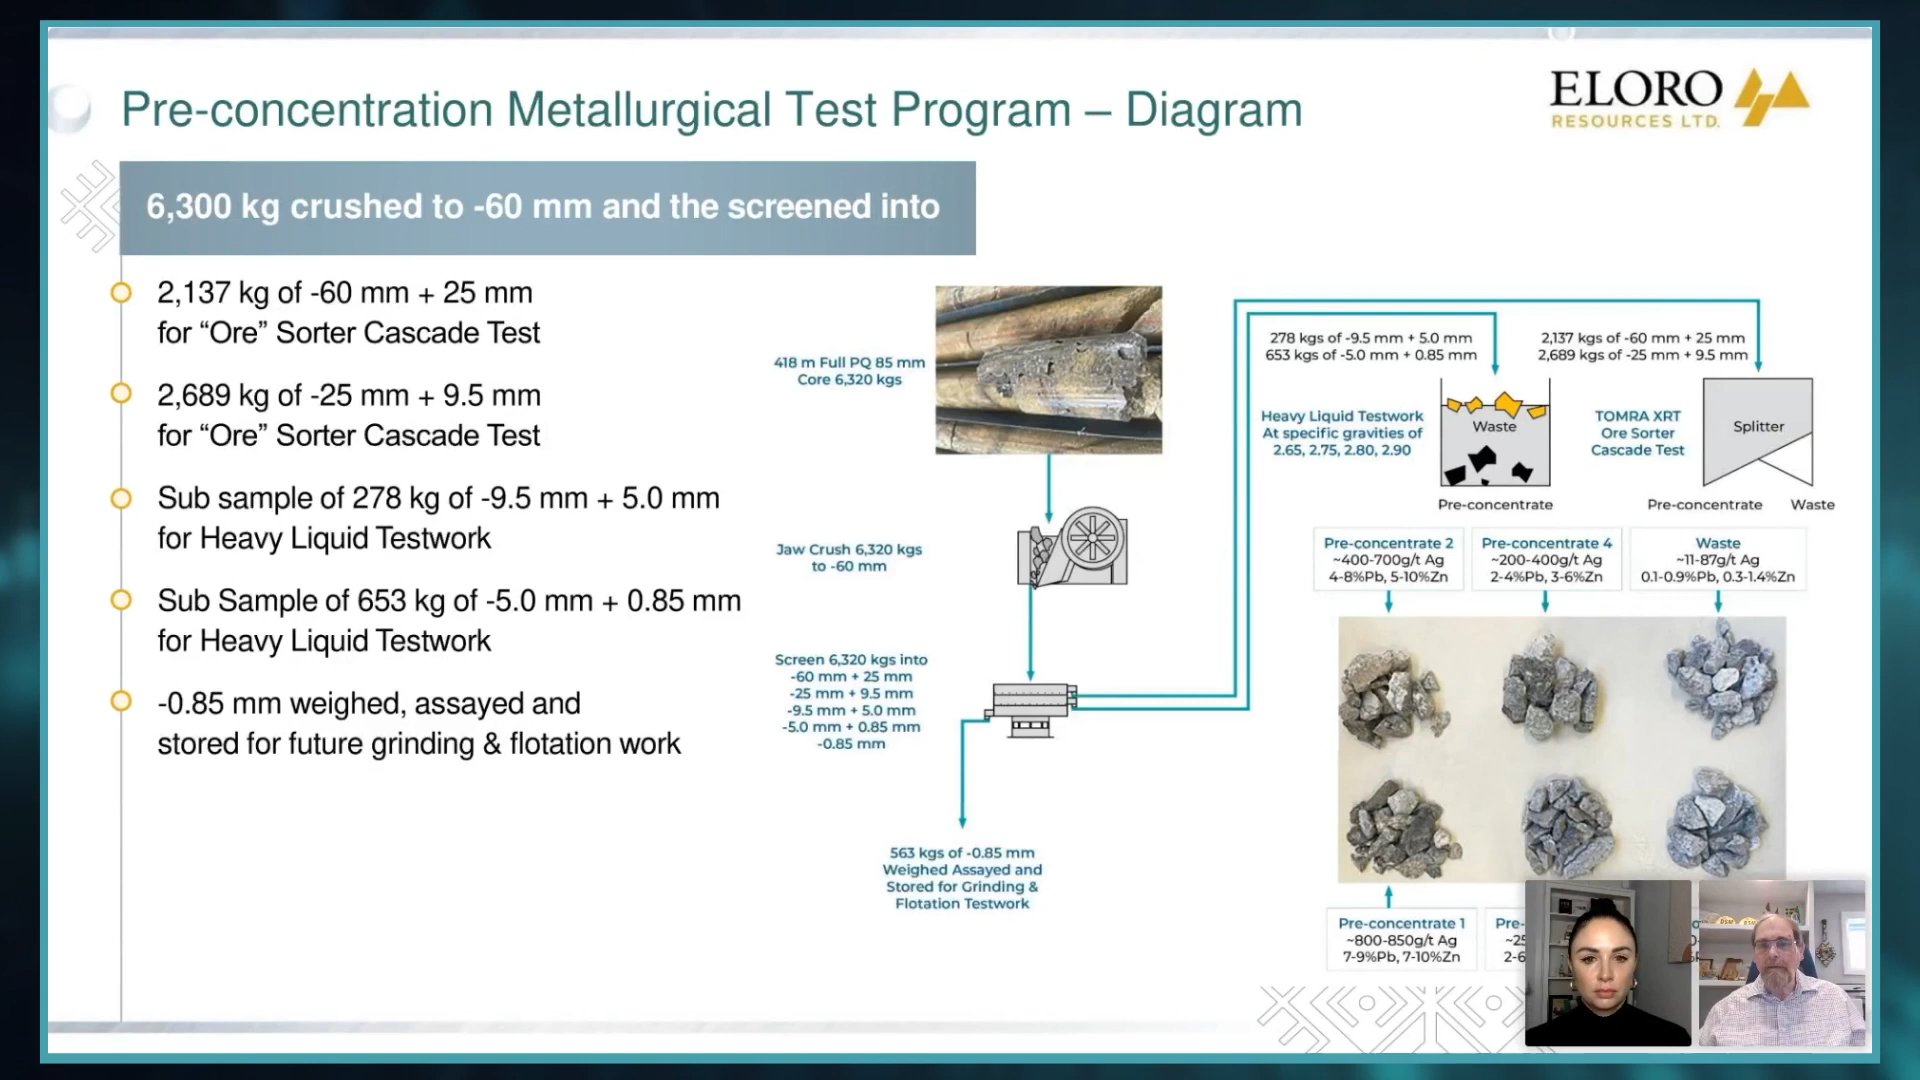 Pre-concentration Metallurgical Test Program – Diagram
ELORO
RESOURCES LTD.
6,300 kg crushed to -60 mm and the screened into
2,137 kg of -60 mm + 25 mm
for “Ore” Sorter Cascade Test
2,689 kg of -25 mm + 9.5 mm
for “Ore” Sorter Cascade Test
Sub sample of 278 kg of -9.5 mm + 5.0 mm
for Heavy Liquid Testwork
Sub Sample of 653 kg of -5.0 mm + 0.85 mm
for Heavy Liquid Testwork
-0.85 mm weighed, assayed and
stored for future grinding & flotation work
418 m Full PQ 85 mm
Core 6,320 kgs
Jaw Crush 6,320 kgs
to -60 mm
Screen 6,320 kgs into
-60 mm + 25 mm
-25 mm + 9.5 mm
-9.5 mm + 5.0 mm
-5.0 mm + 0.85 mm
-0.85 mm
563 kgs of -0.85 mm
Weighed Assayed and
Stored for Grinding &
Flotation Testwork
278 kgs of -9.5 mm + 5.0 mm
653 kgs of -5.0 mm + 0.85 mm
2,137 kgs of -60 mm + 25 mm
2,689 kgs of -25 mm + 9.5 mm
Heavy Liquid Testwork
At specific gravities of
2.65, 2.75, 2.80, 2.90
Waste
Pre-concentrate
TOMRA XRT
Ore Sorter
Cascade Test
Splitter
Pre-concentrate
Waste
Pre-concentrate 2
~400-700g/t Ag
4-8%Pb, 5-10%Zn
Pre-concentrate 4
~200-400g/t Ag
2-4%Pb, 3-6%Zn
Waste
~11-87g/t Ag
0.1-0.9%Pb, 0.3-1.4%Zn
Pre-concentrate 1
~800-850g/t Ag
7-9%Pb, 7-10%Zn
Pre-
~25
2-6